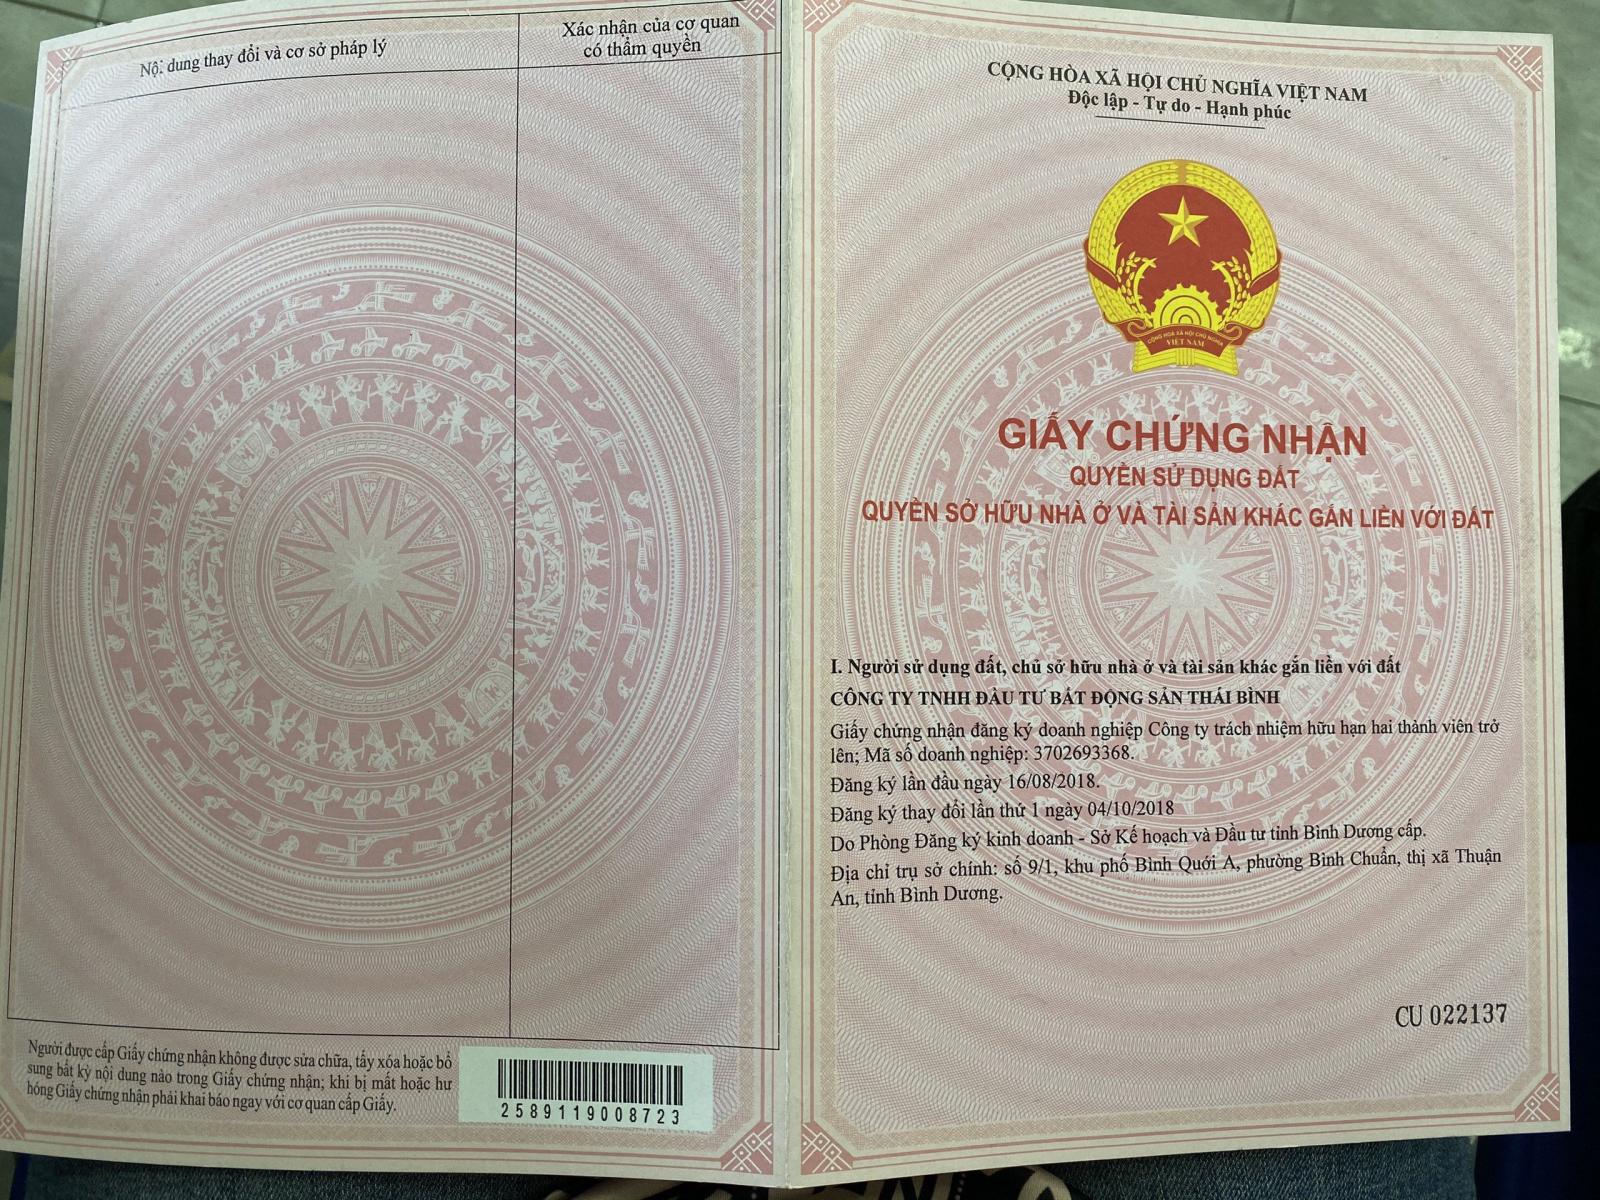 Nội dung thay đổi và cơ sở pháp lý
Xác nhận của cơ quan
có thẩm quyền
Người được cấp Giấy chứng nhận không được sửa chữa, tẩy xóa hoặc bổ
sung bất kỳ nội dung nào trong Giấy chứng nhận; khi bị mất hoặc hư
hỏng Giấy chứng nhận phải khai báo ngay với cơ quan cấp Giấy.
2589119008723
CỘNG HÒA XÃ HỘI CHỦ NGHĨA VIỆT NAM
Độc lập - Tự do - Hạnh phúc
CỘNG HOÀ XÃ HỘI CHỦ NGHĨA
VIỆT NAM
GIẤY CHỨNG NHẬN
QUYỀN SỬ DỤNG ĐẤT
QUYỀN SỞ HỮU NHÀ Ở VÀ TÀI SẢN KHÁC GẮN LIỀN VỚI ĐẤT
I. Người sử dụng đất, chủ sở hữu nhà ở và tài sản khác gắn liền với đất
CÔNG TY TNHH ĐẦU TƯ BẤT ĐỘNG SẢN THÁI BÌNH
Giấy chứng nhận đăng ký doanh nghiệp Công ty trách nhiệm hữu hạn hai thành viên trở
lên; Mã số doanh nghiệp: 3702693368.
Đăng ký lần đầu ngày 16/08/2018.
Đăng ký thay đổi lần thứ 1 ngày 04/10/2018
Do Phòng Đăng ký kinh doanh - Sở Kế hoạch và Đầu tư tỉnh Bình Dương cấp.
Địa chỉ trụ sở chính: số 9/1, khu phố Bình Quới A, phường Bình Chuẩn, thị xã Thuận
An, tỉnh Bình Dương.
CU 022137